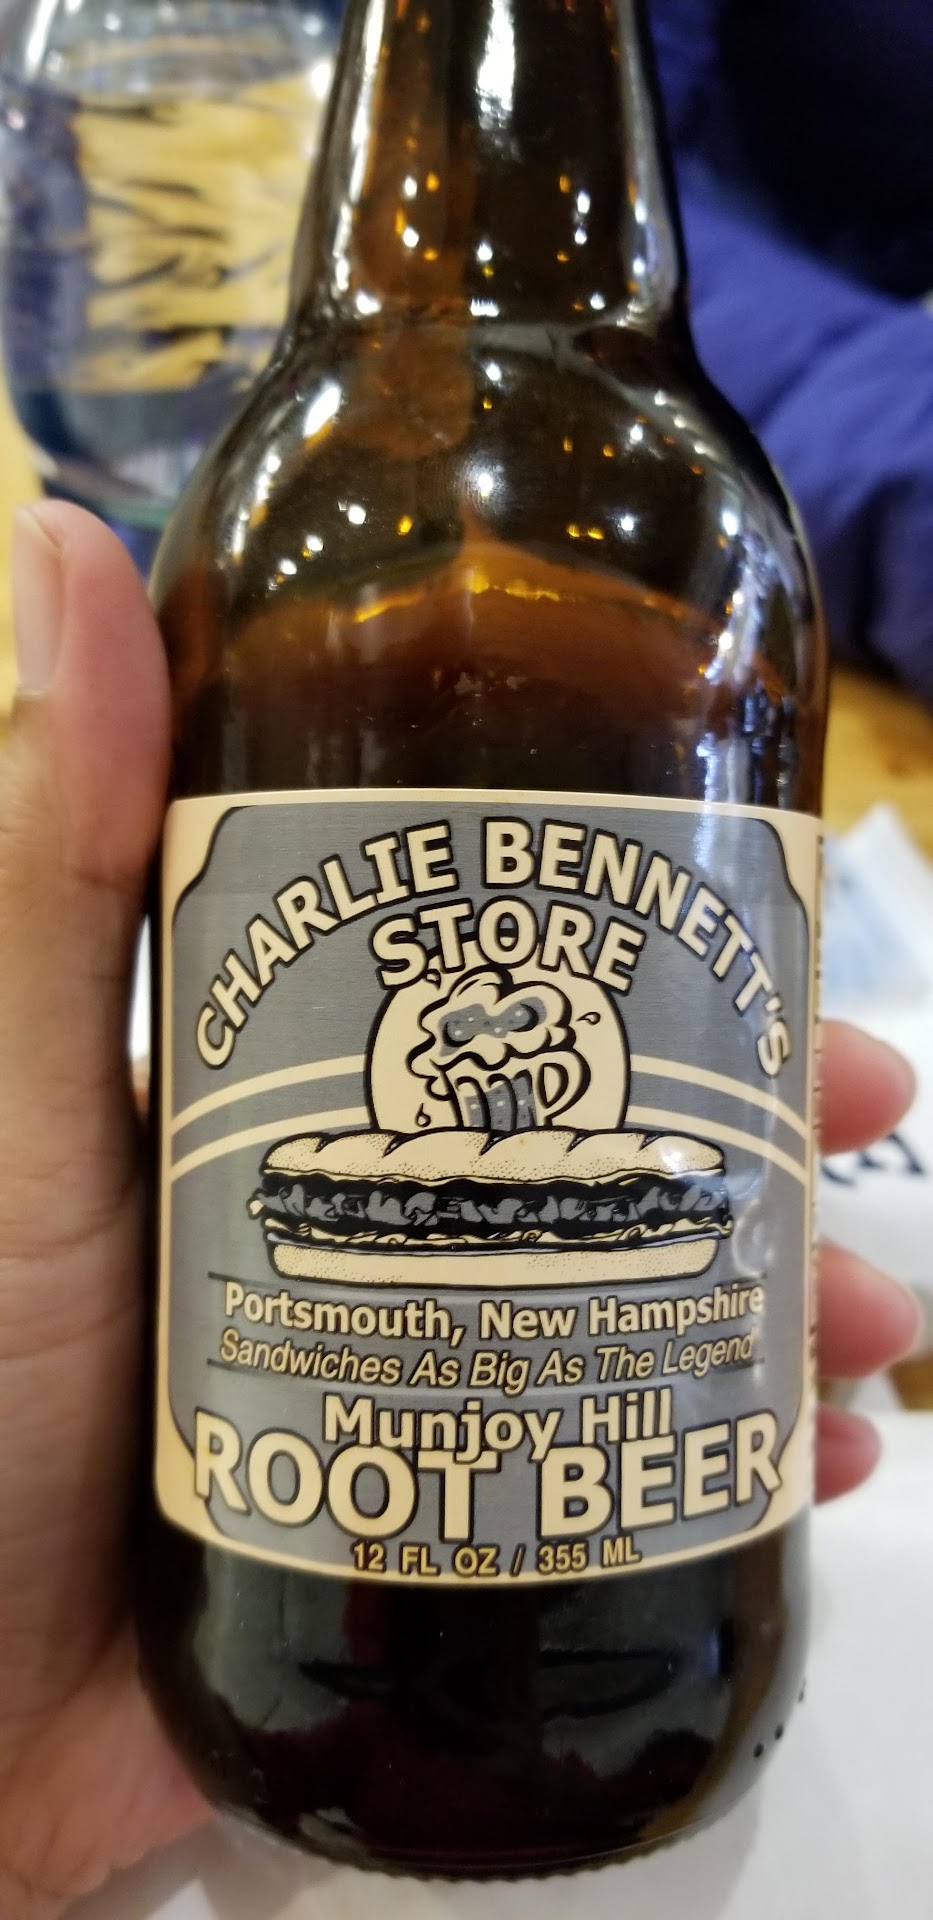 CHARLIE BENNETT'S
STORE
Portsmouth, New Hampshire
Sandwiches As Big As The Legend"
Munjoy Hill
ROOT BEER
12 FL OZ / 355 ML